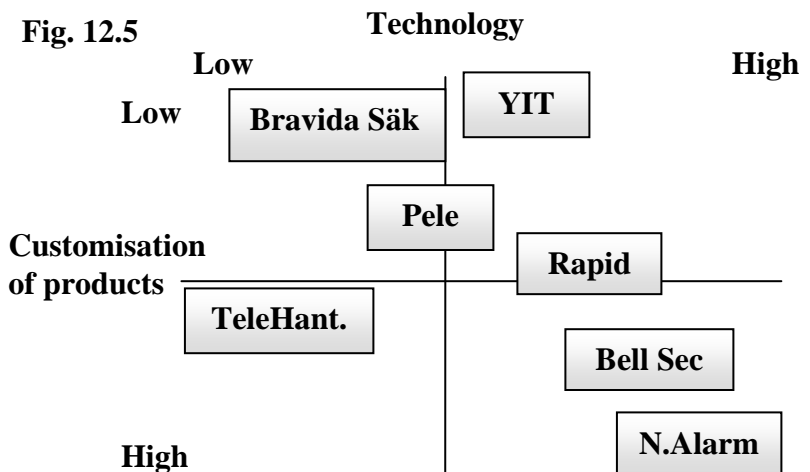 Fig. 12.5
Technology
Low
High
Low
Bravida Säk
YIT
Pele
Customisation
of products
Rapid
TeleHant.
Bell Sec
N.Alarm
High